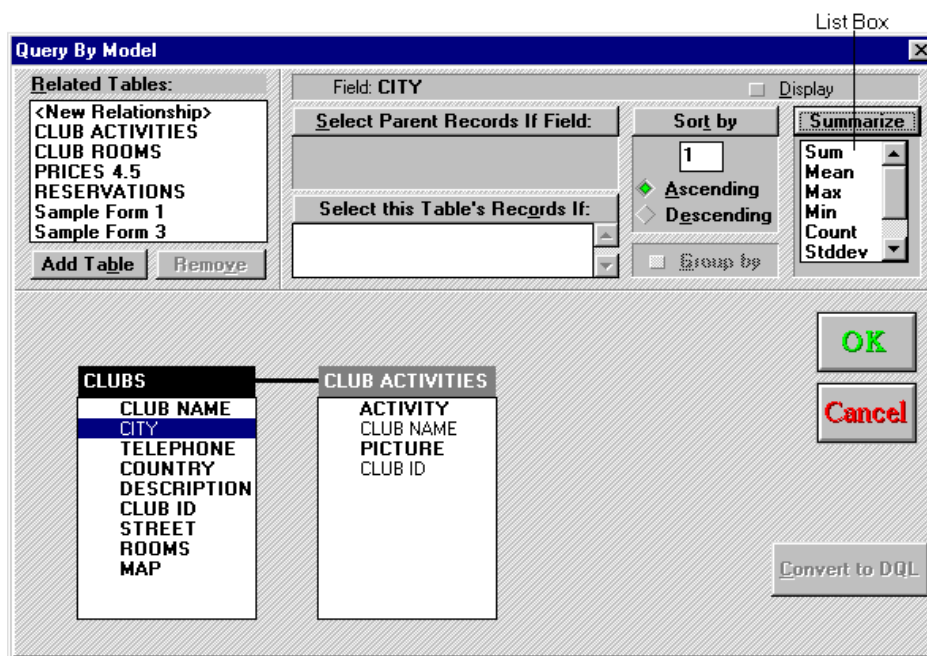 List Box
Query By Model
Related Tables:
<New Relationship>
CLUB ACTIVITIES
CLUB ROOMS
PRICES 4.5
RESERVATIONS
Sample Form 1
Sample Form 3
Add Table
Remove
Field: CITY
Display
Select Parent Records If Field:
Select this Table's Records If:
Sort by
1
Ascending
Descending
Group by
Summarize
Sum
Mean
Max
Min
Count
Stddev
OK
Cancel
CLUBS
CLUB NAME
CITY
TELEPHONE
COUNTRY
DESCRIPTION
CLUB ID
STREET
ROOMS
MAP
CLUB ACTIVITIES
ACTIVITY
CLUB NAME
PICTURE
CLUB ID
Convert to DQL